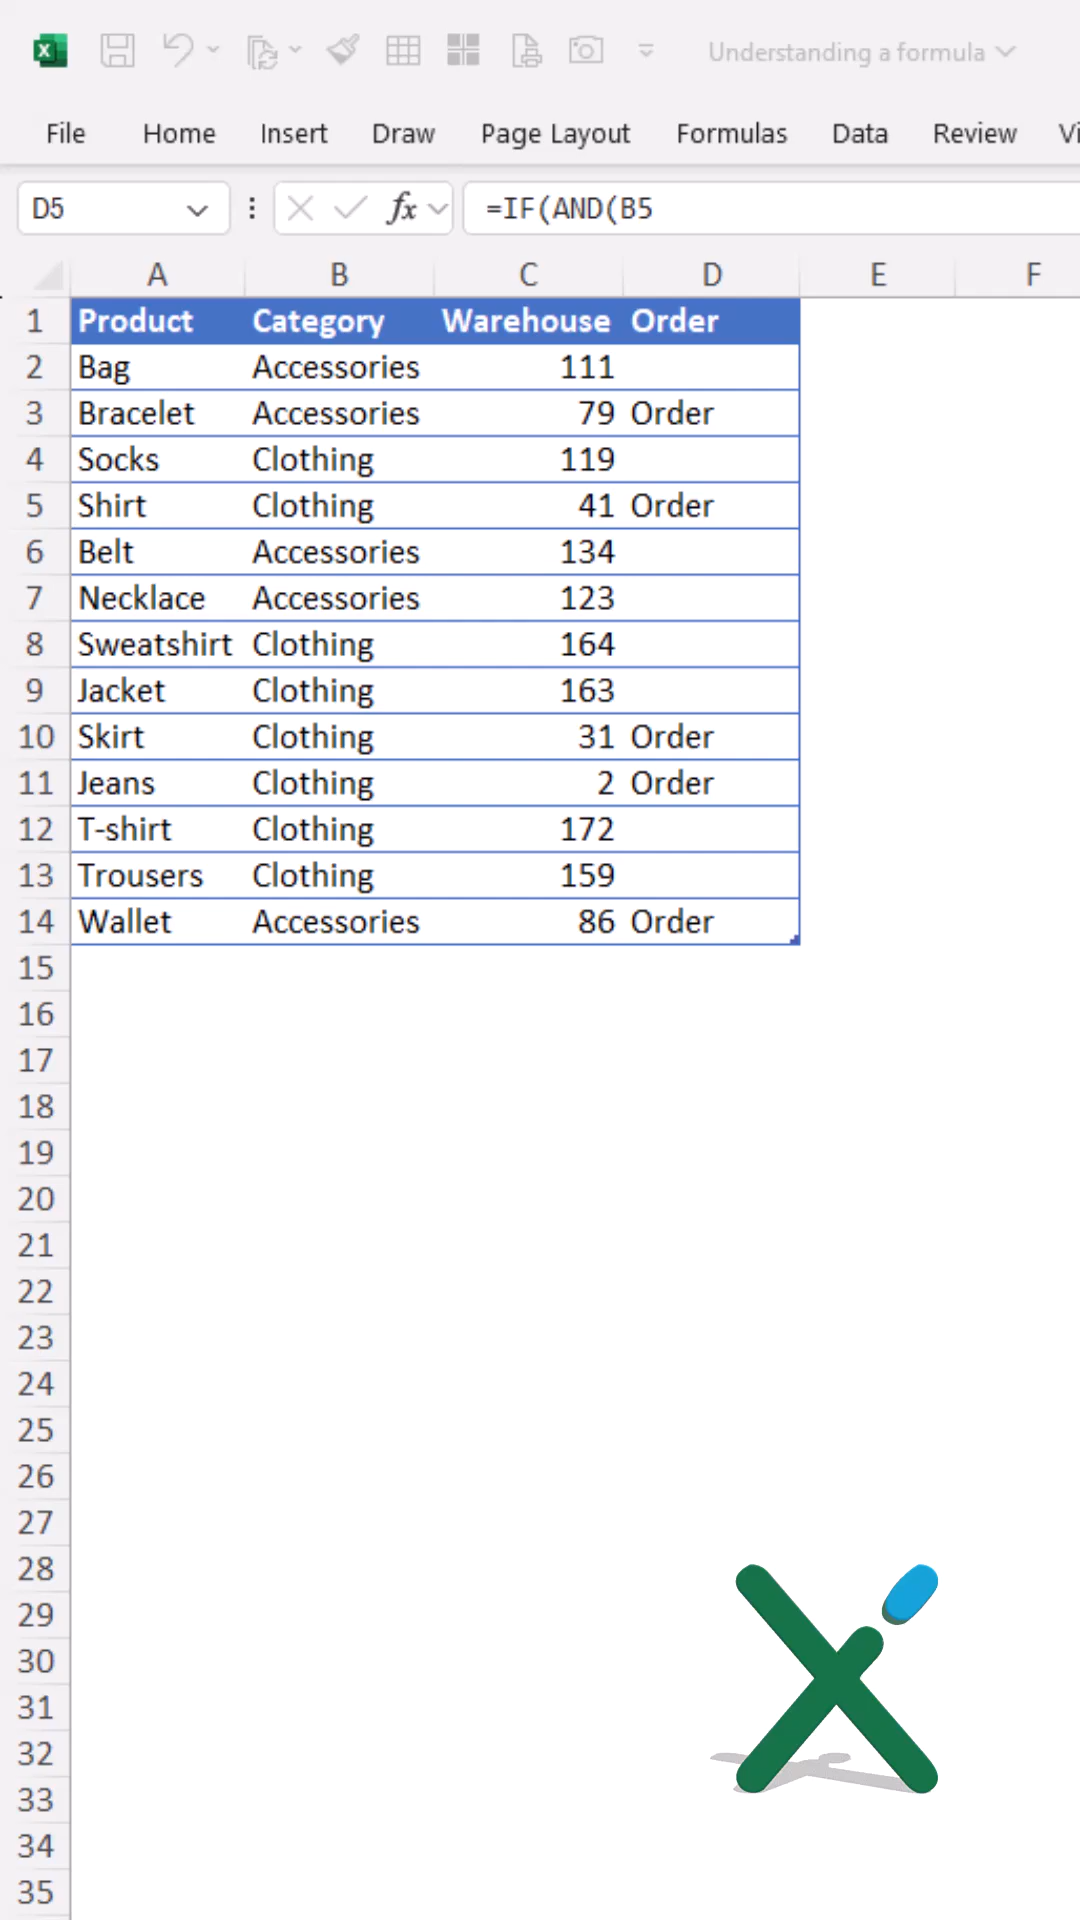 Understanding a formula
File Home Insert Draw Page Layout Formulas Data Review Vi
D5 fx =IF(AND(B5
A B C D E F
1 Product Category Warehouse Order
2 Bag Accessories 111
3 Bracelet Accessories 79 Order
4 Socks Clothing 119
5 Shirt Clothing 41 Order
6 Belt Accessories 134
7 Necklace Accessories 123
8 Sweatshirt Clothing 164
9 Jacket Clothing 163
10 Skirt Clothing 31 Order
11 Jeans Clothing 2 Order
12 T-shirt Clothing 172
13 Trousers Clothing 159
14 Wallet Accessories 86 Order
15
16
17
18
19
20
21
22
23
24
25
26
27
28
29
30
31
32
33
34
35